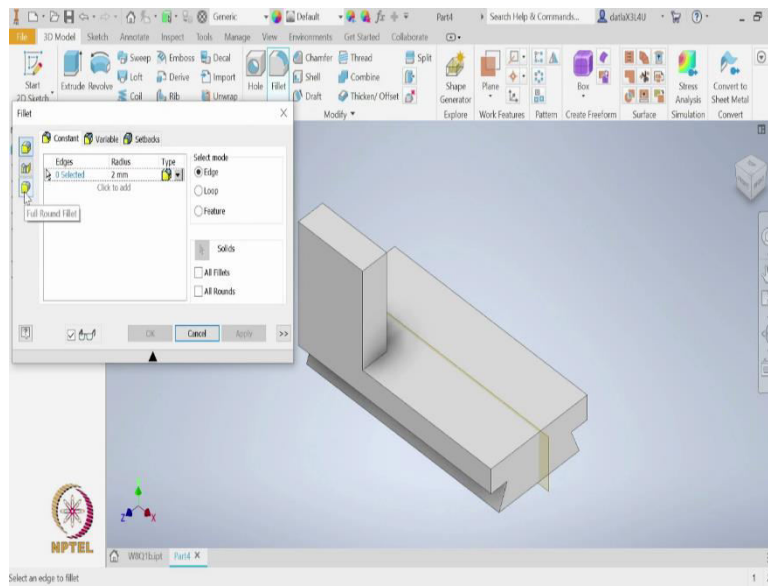 Generic Default Part4 Search Help & Commands... datlaX3L4U
File 3D Model Sketch Annotate Inspect Tools Manage View Environments Get Started Collaborate
Start 2D Sketch Extrude Revolve Sweep Emboss Decal Loft Derive Import Coil Rib Unwrap Hole Fillet Chamfer Thread Split Shell Combine Draft Thicken/ Offset Shape Generator Plane Box Stress Analysis Convert to Sheet Metal
Modify Explore Work Features Pattern Create Freeform Surface Simulation Convert
Fillet
Constant Variable Setbacks
Edges Radius Type
0 Selected 2 mm
Click to add
Full Round Fillet
Select mode
Edge
Loop
Feature
Solids
All Fillets
All Rounds
OK Cancel Apply >>
Z X
NPTEL
W8Q1b.ipt Part4 X
Select an edge to fillet 1